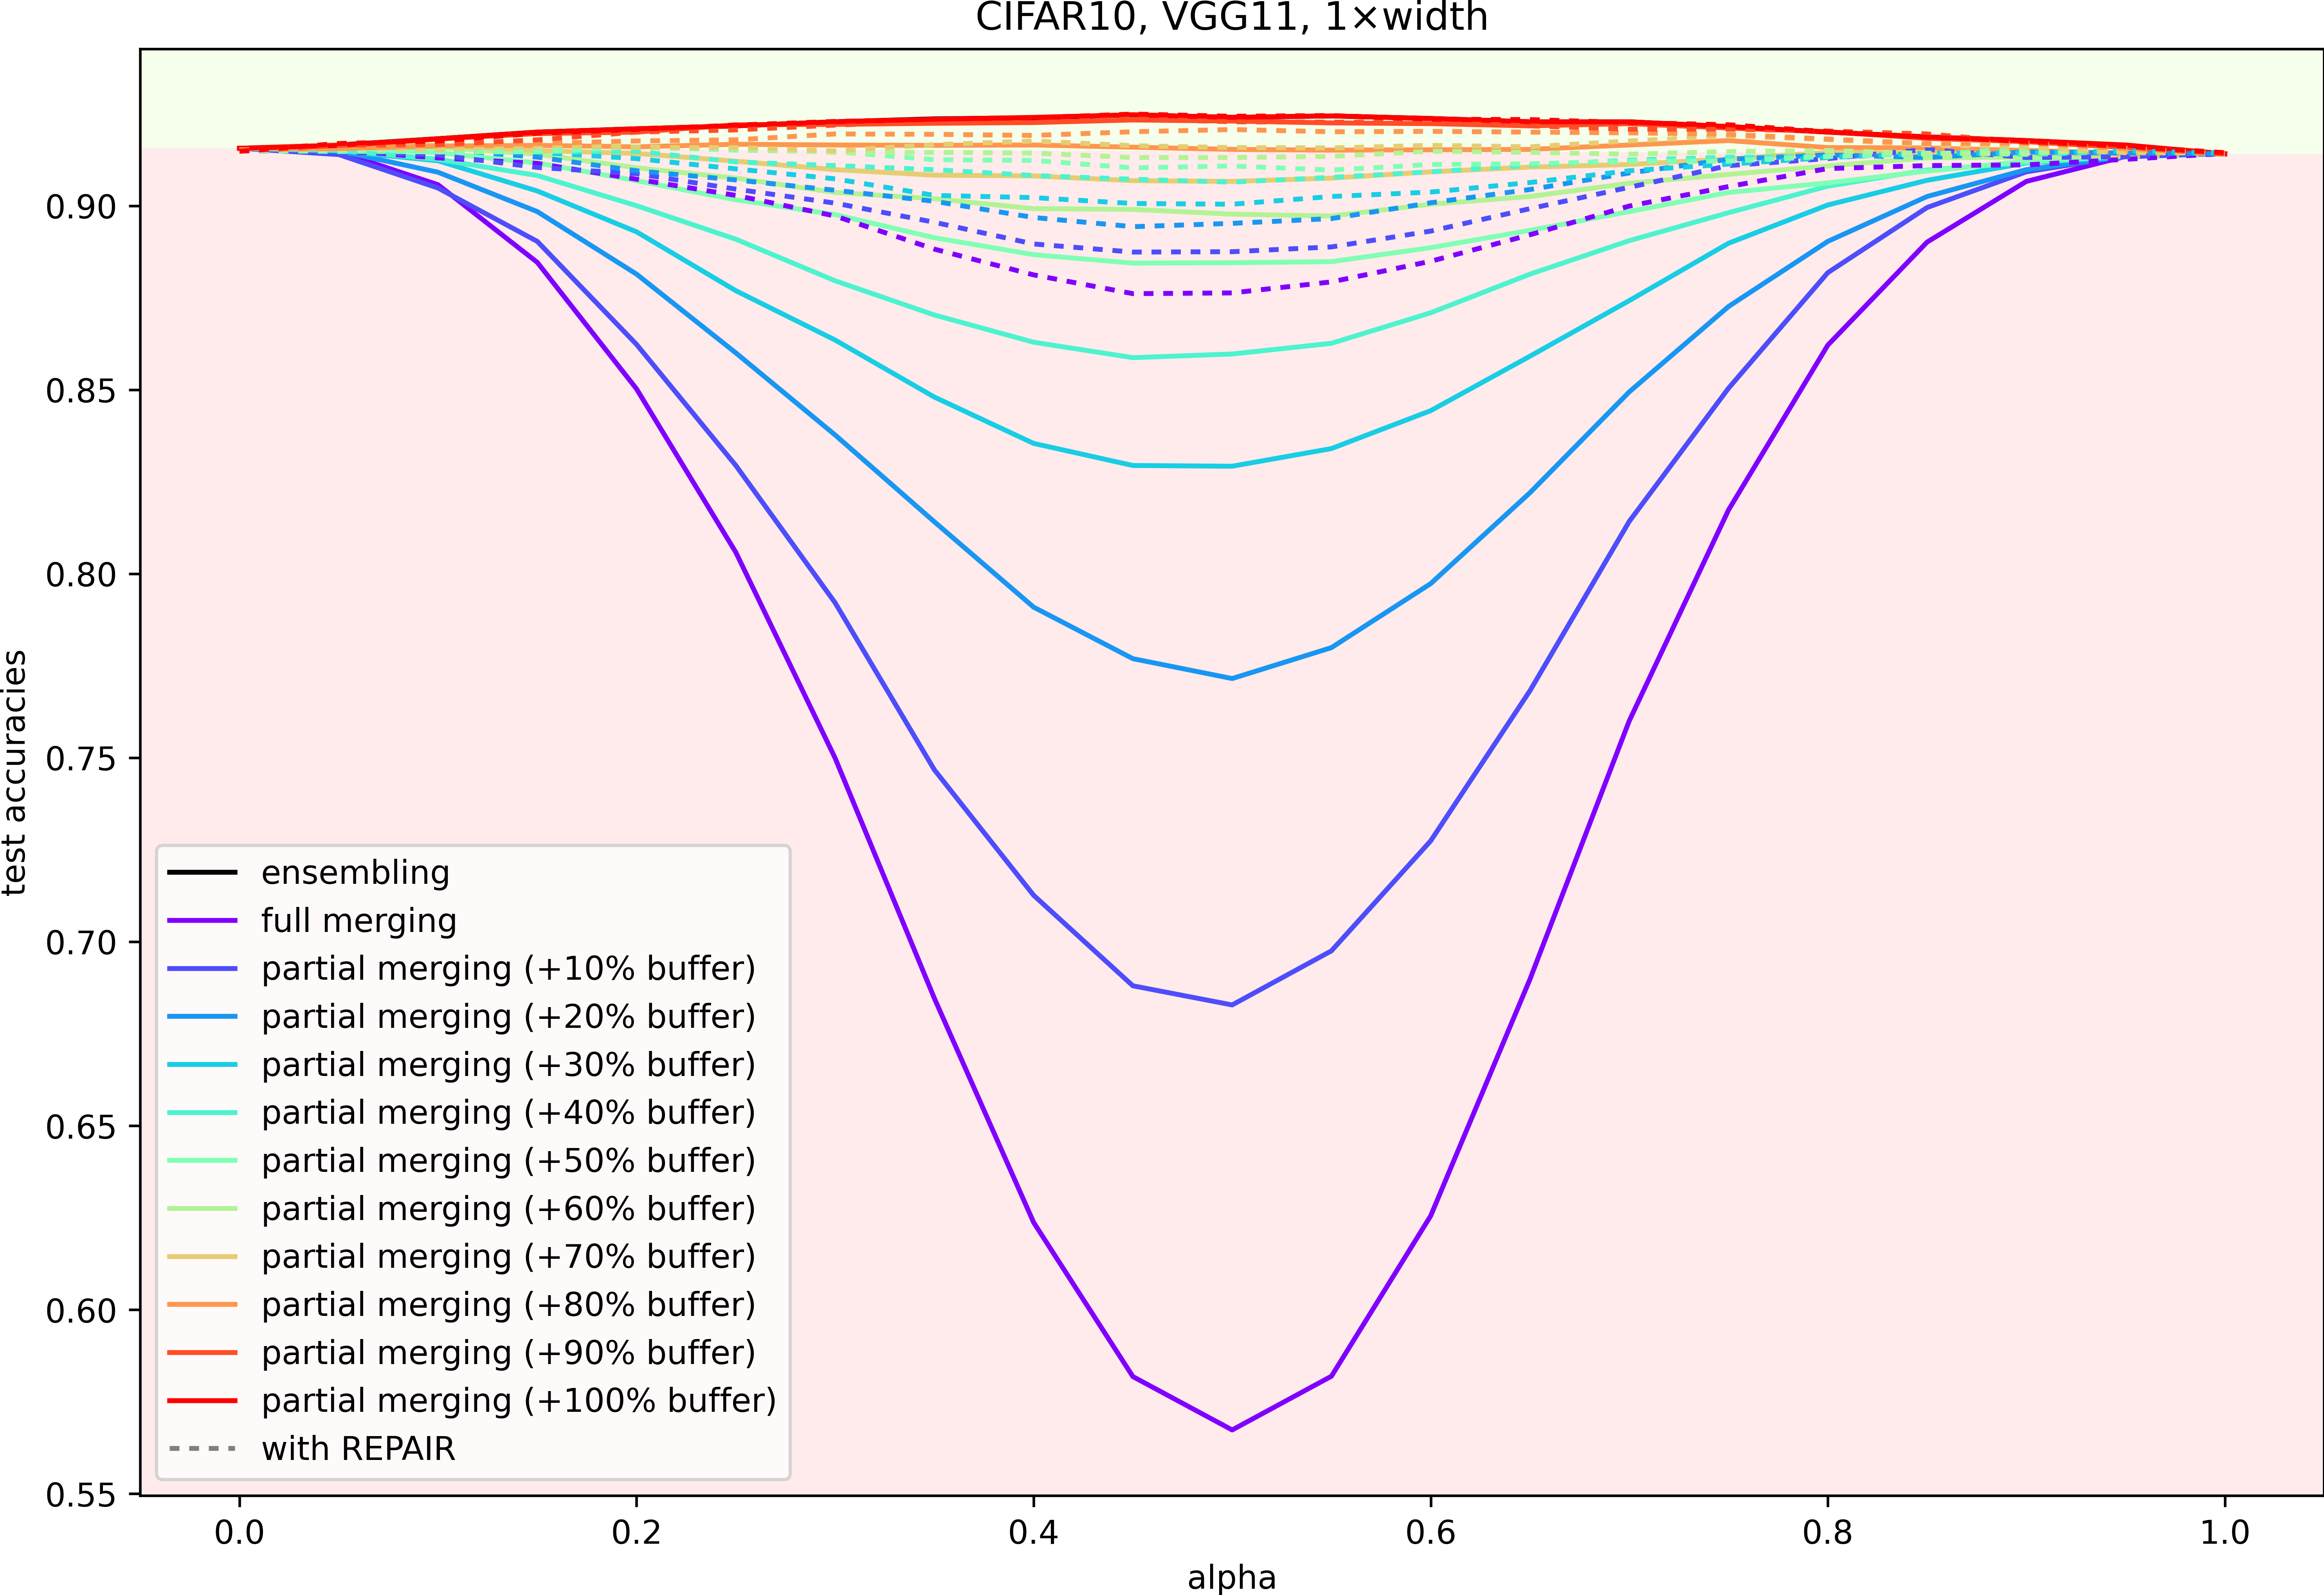 CIFAR10, VGG11, 1×width
test accuracies
0.90
0.85
0.80
0.75
0.70
0.65
0.60
0.55
ensembling
full merging
partial merging (+10% buffer)
partial merging (+20% buffer)
partial merging (+30% buffer)
partial merging (+40% buffer)
partial merging (+50% buffer)
partial merging (+60% buffer)
partial merging (+70% buffer)
partial merging (+80% buffer)
partial merging (+90% buffer)
partial merging (+100% buffer)
with REPAIR
0.0 0.2 0.4 0.6 0.8 1.0
alpha